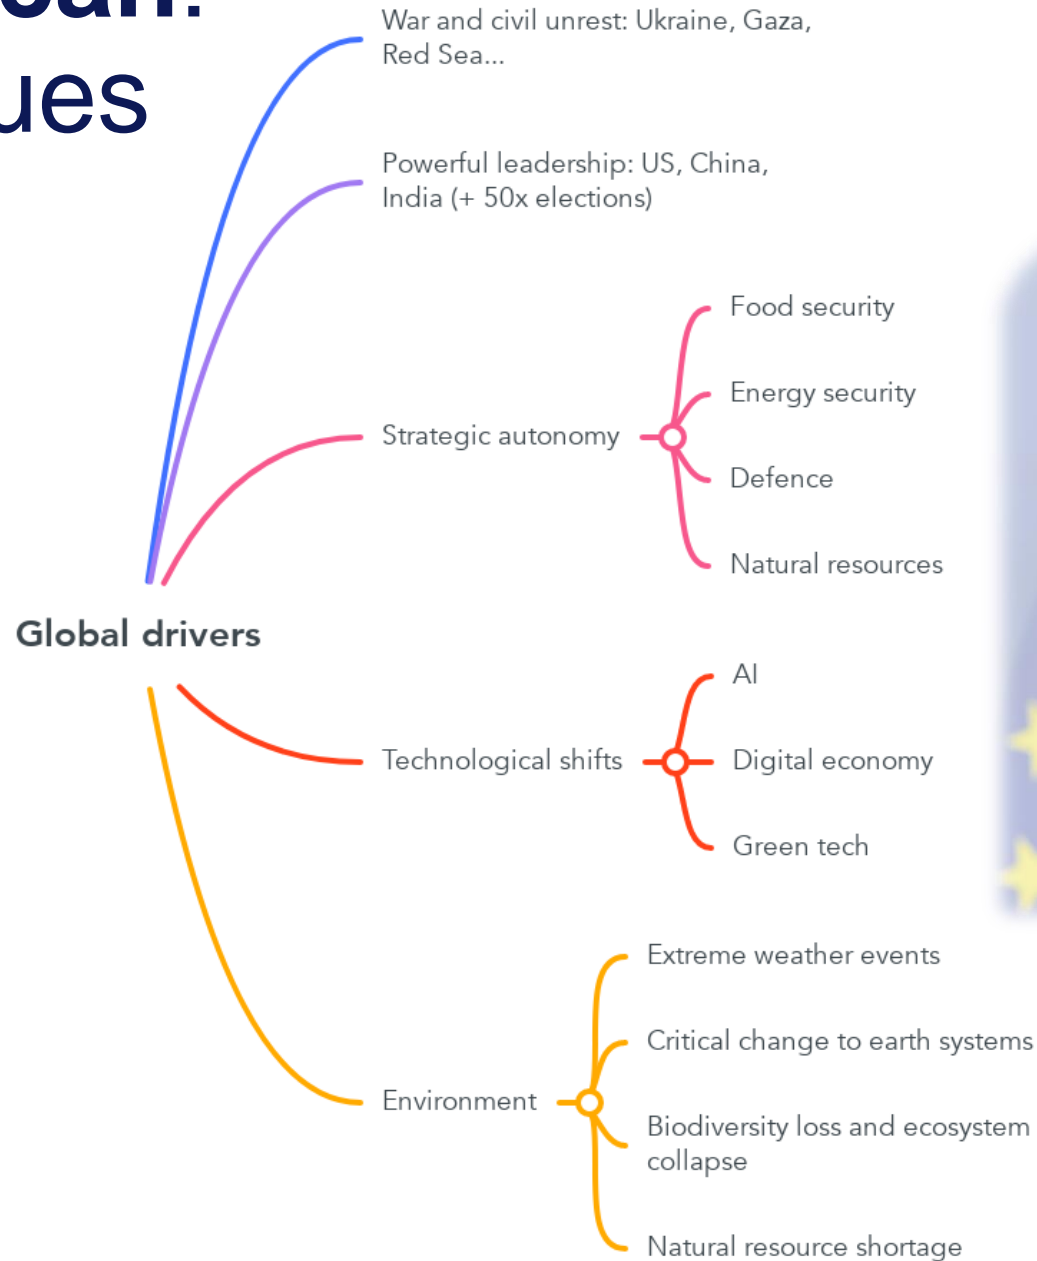 War and civil unrest: Ukraine, Gaza,
Red Sea...
Powerful leadership: US, China,
India (+ 50x elections)
Food security
Energy security
Strategic autonomy
Defence
Natural resources
Global drivers
AI
Technological shifts
Digital economy
Green tech
Extreme weather events
Critical change to earth systems
Environment
Biodiversity loss and ecosystem
collapse
Natural resource shortage